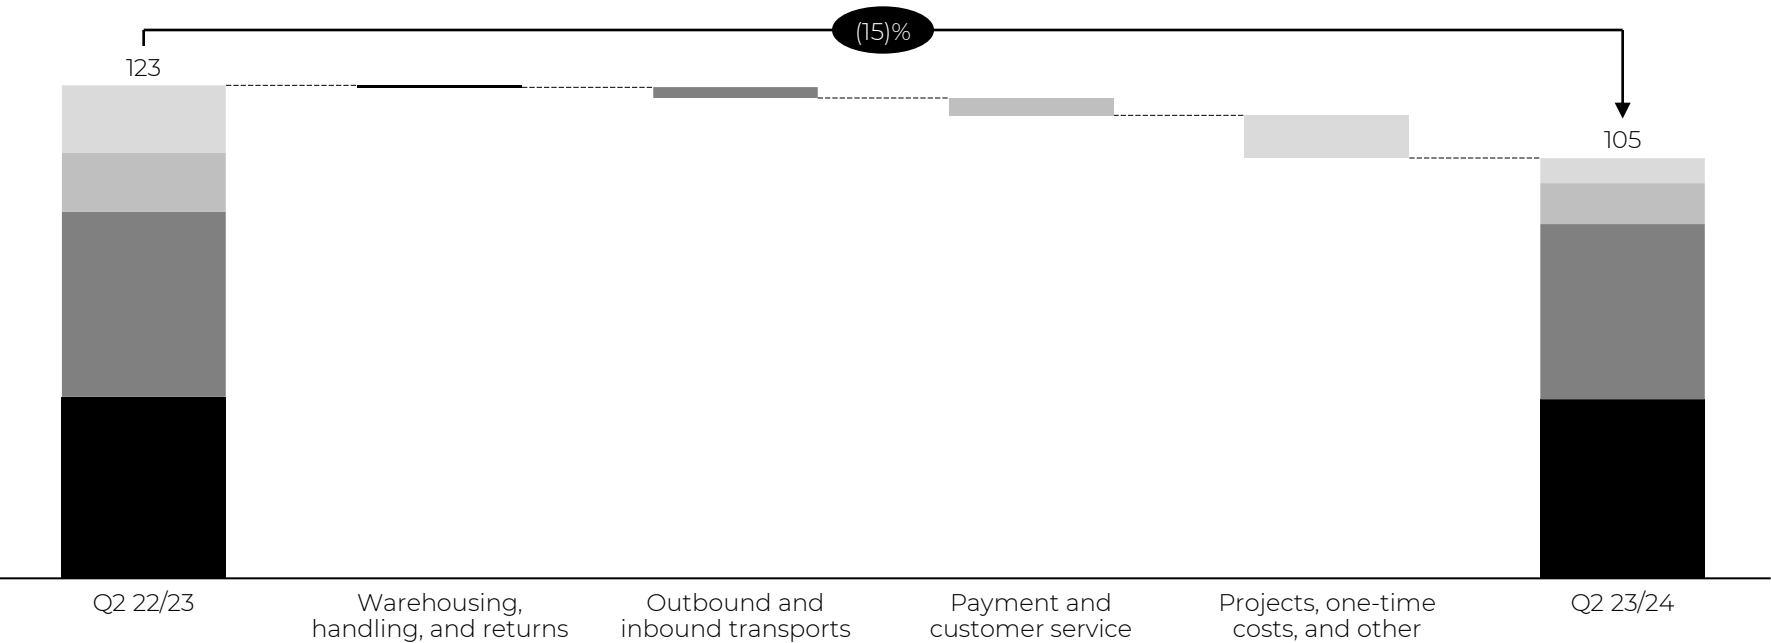 (15)%
123
105
Q2 22/23
Warehousing,
handling, and returns
Outbound and
inbound transports
Payment and
customer service
Projects, one-time
costs, and other
Q2 23/24